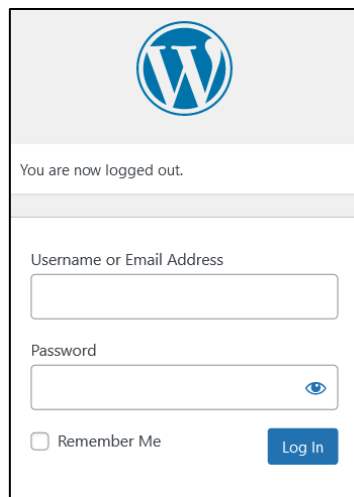 You are now logged out.
Username or Email Address
Password
Remember Me
Log In